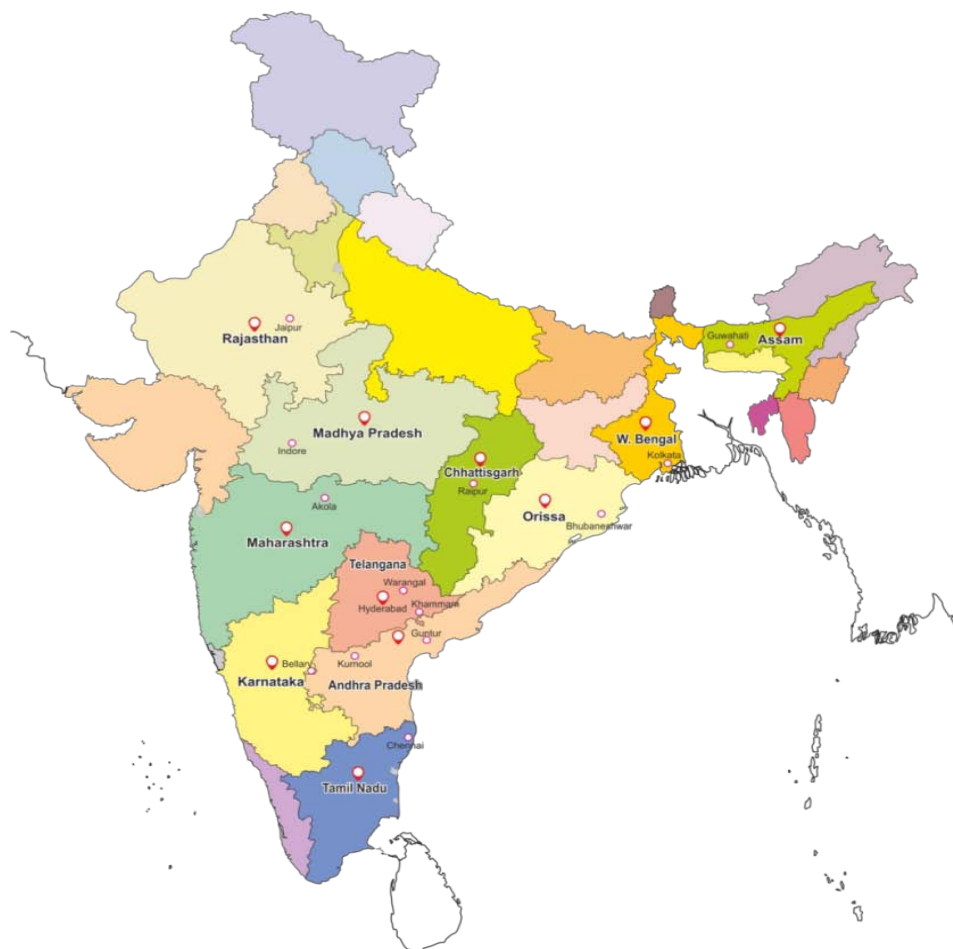 Jaipur
Rajasthan
Guwahati
Assam
Madhya Pradesh
Indore
W. Bengal
Kolkata
Chhattisgarh
Raipur
Akola
Orissa
Bhubaneshwar
Maharashtra
Telangana
Warangal
Hyderabad
Khammam
Guntur
Kurnool
Bellary
Karnataka
Andhra Pradesh
Chennai
Tamil Nadu